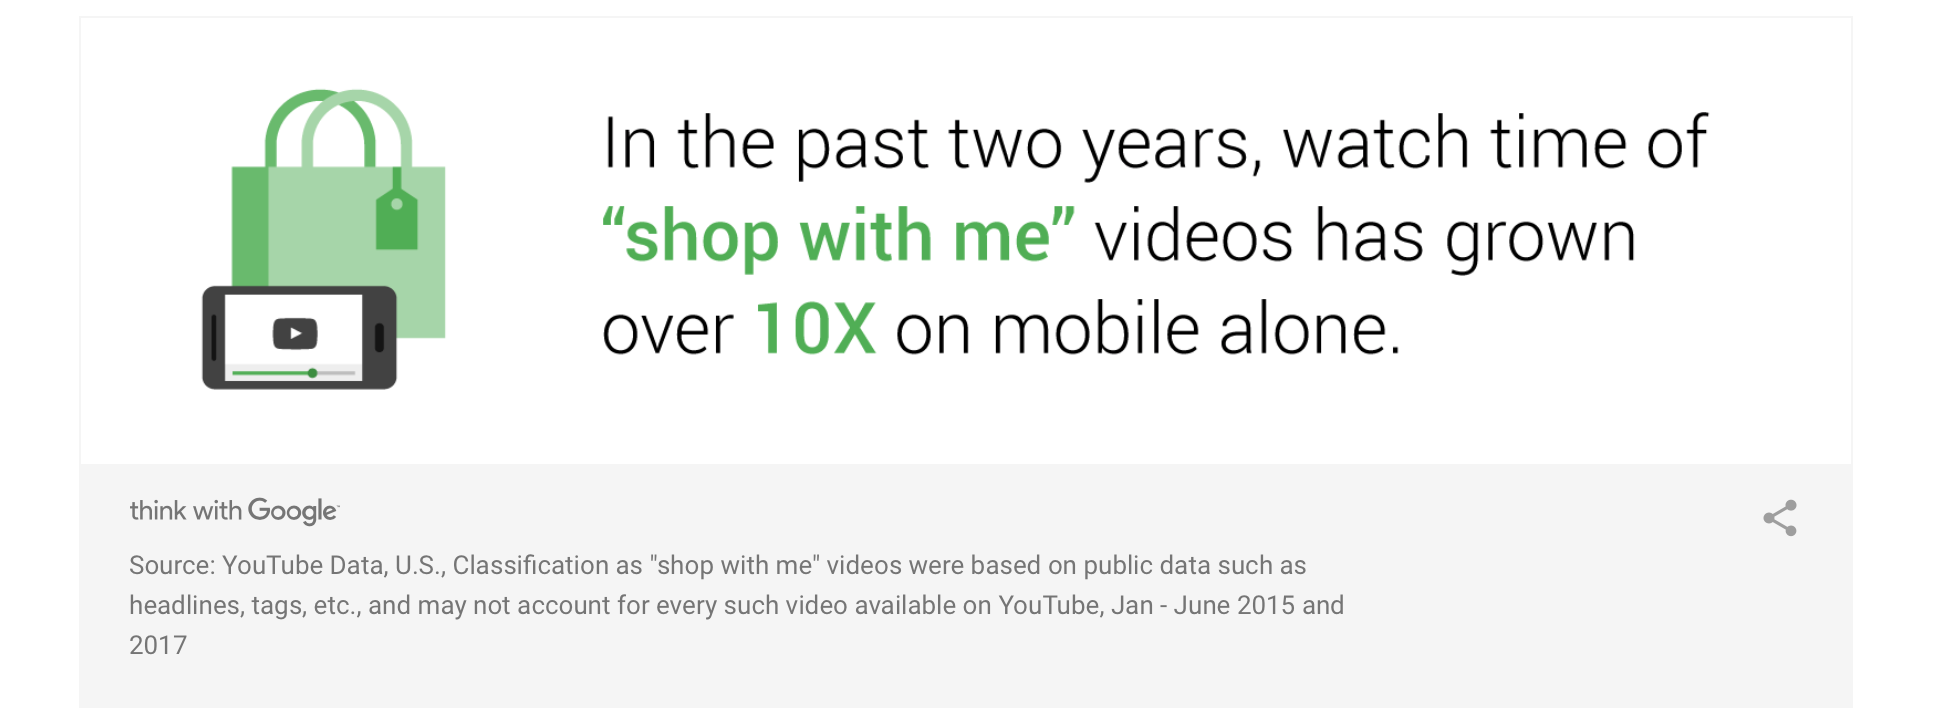 In the past two years, watch time of
“shop with me” videos has grown
over 10X on mobile alone.
think with Google
Source: YouTube Data, U.S., Classification as "shop with me" videos were based on public data such as
headlines, tags, etc., and may not account for every such video available on YouTube, Jan - June 2015 and
2017